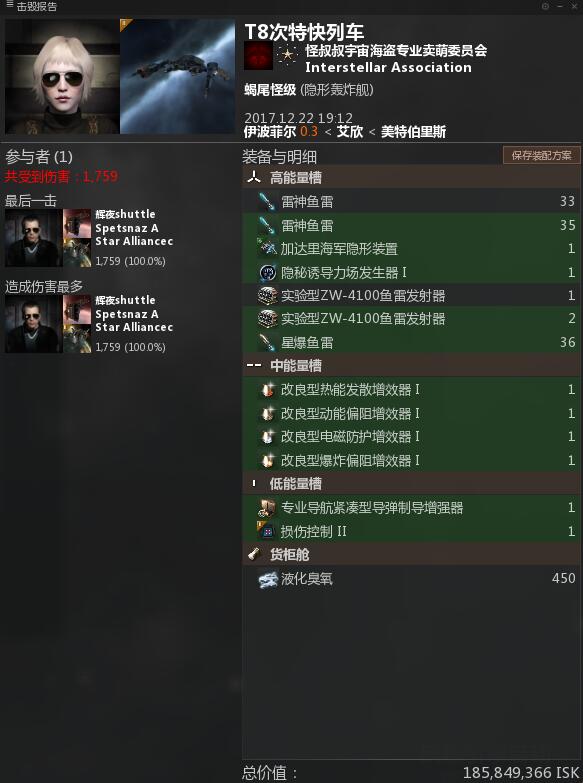 击毁报告
T8次特快列车
怪叔叔宇宙海盗专业卖萌委员会
Interstellar Association
蝎尾怪级 (隐形轰炸舰)
2017.12.22 19:12
伊波菲尔 0.3 < 艾欣 < 美特伯里斯
参与者 (1)
共受到伤害：1,759
最后一击
辉夜shuttle
Spetsnaz A
Star Alliancec
1,759 (100.0%)
造成伤害最多
辉夜shuttle
Spetsnaz A
Star Alliancec
1,759 (100.0%)
装备与明细
保存装配方案
高能量槽
雷神鱼雷 33
雷神鱼雷 35
加达里海军隐形装置 1
隐秘诱导力场发生器 I 1
实验型ZW-4100鱼雷发射器 1
实验型ZW-4100鱼雷发射器 2
星爆鱼雷 36
中能量槽
改良型热能发散增效器 I 1
改良型动能偏阻增效器 I 1
改良型电磁防护增效器 I 1
改良型爆炸偏阻增效器 I 1
低能量槽
专业导航紧凑型导弹制导增强器 1
损伤控制 II 1
货柜舱
液化臭氧 450
总价值： 185,849,366 ISK